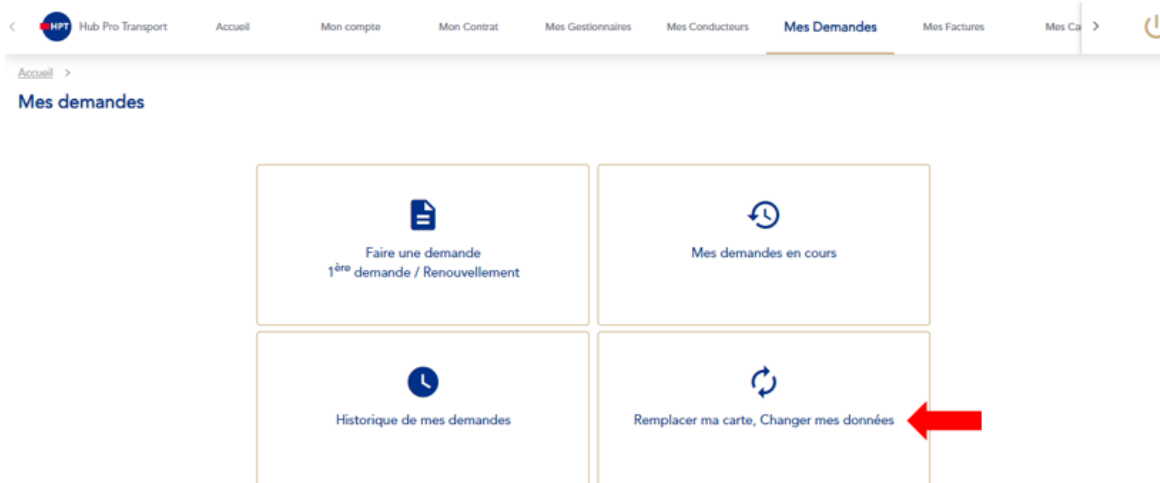 HPT Hub Pro Transport Accueil Mon compte Mon Contrat Mes Gestionnaires Mes Conducteurs Mes Demandes Mes Factures Mes Ca
Accueil >
Mes demandes
Faire une demande
1ère demande / Renouvellement
Mes demandes en cours
Historique de mes demandes
Remplacer ma carte, Changer mes données